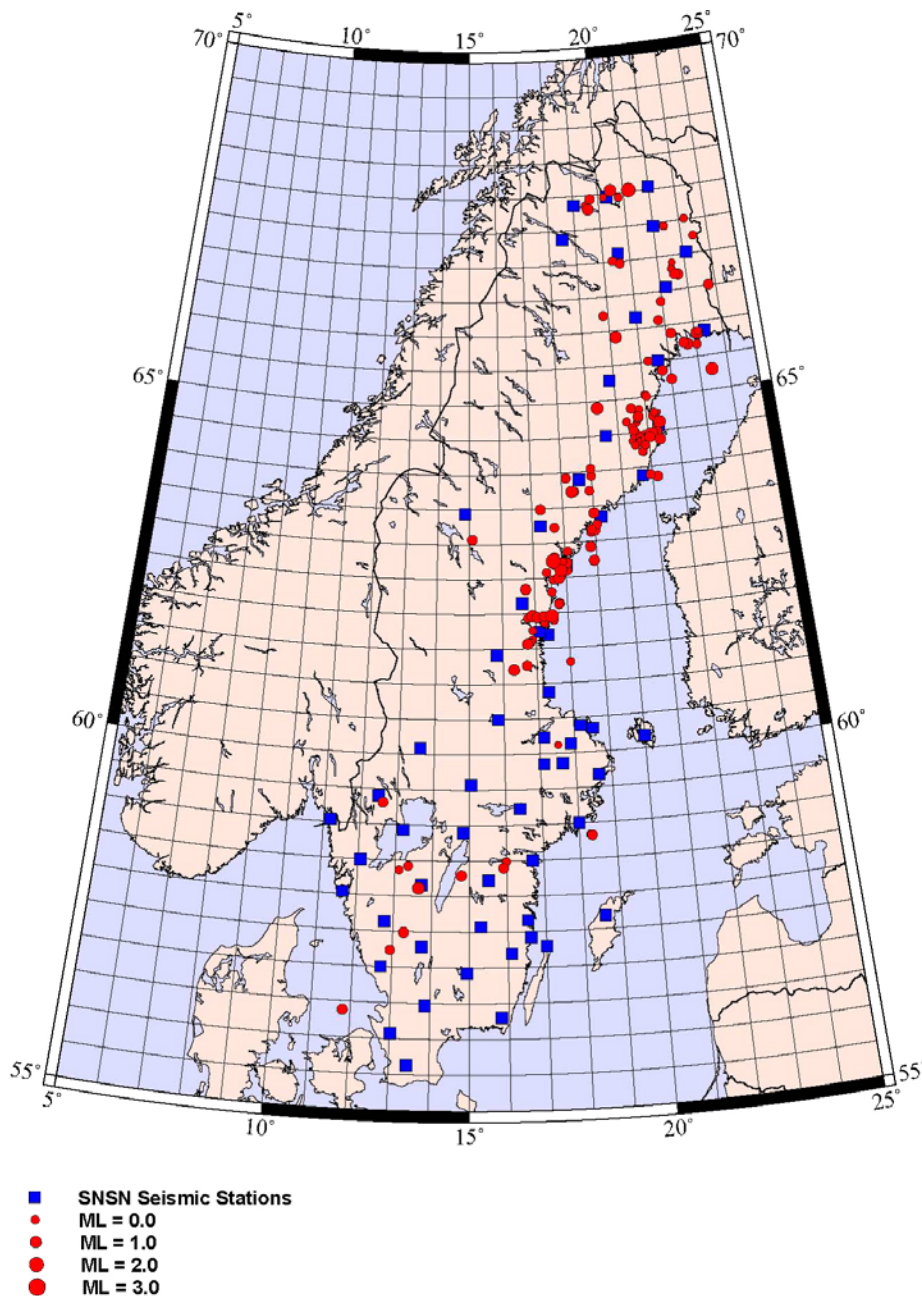 5° 25°
70° 10° 15° 20° 70°
65° 65°
60° 60°
55° 55°
5° 10° 15° 20° 25°
SNSN Seismic Stations
ML = 0.0
ML = 1.0
ML = 2.0
ML = 3.0